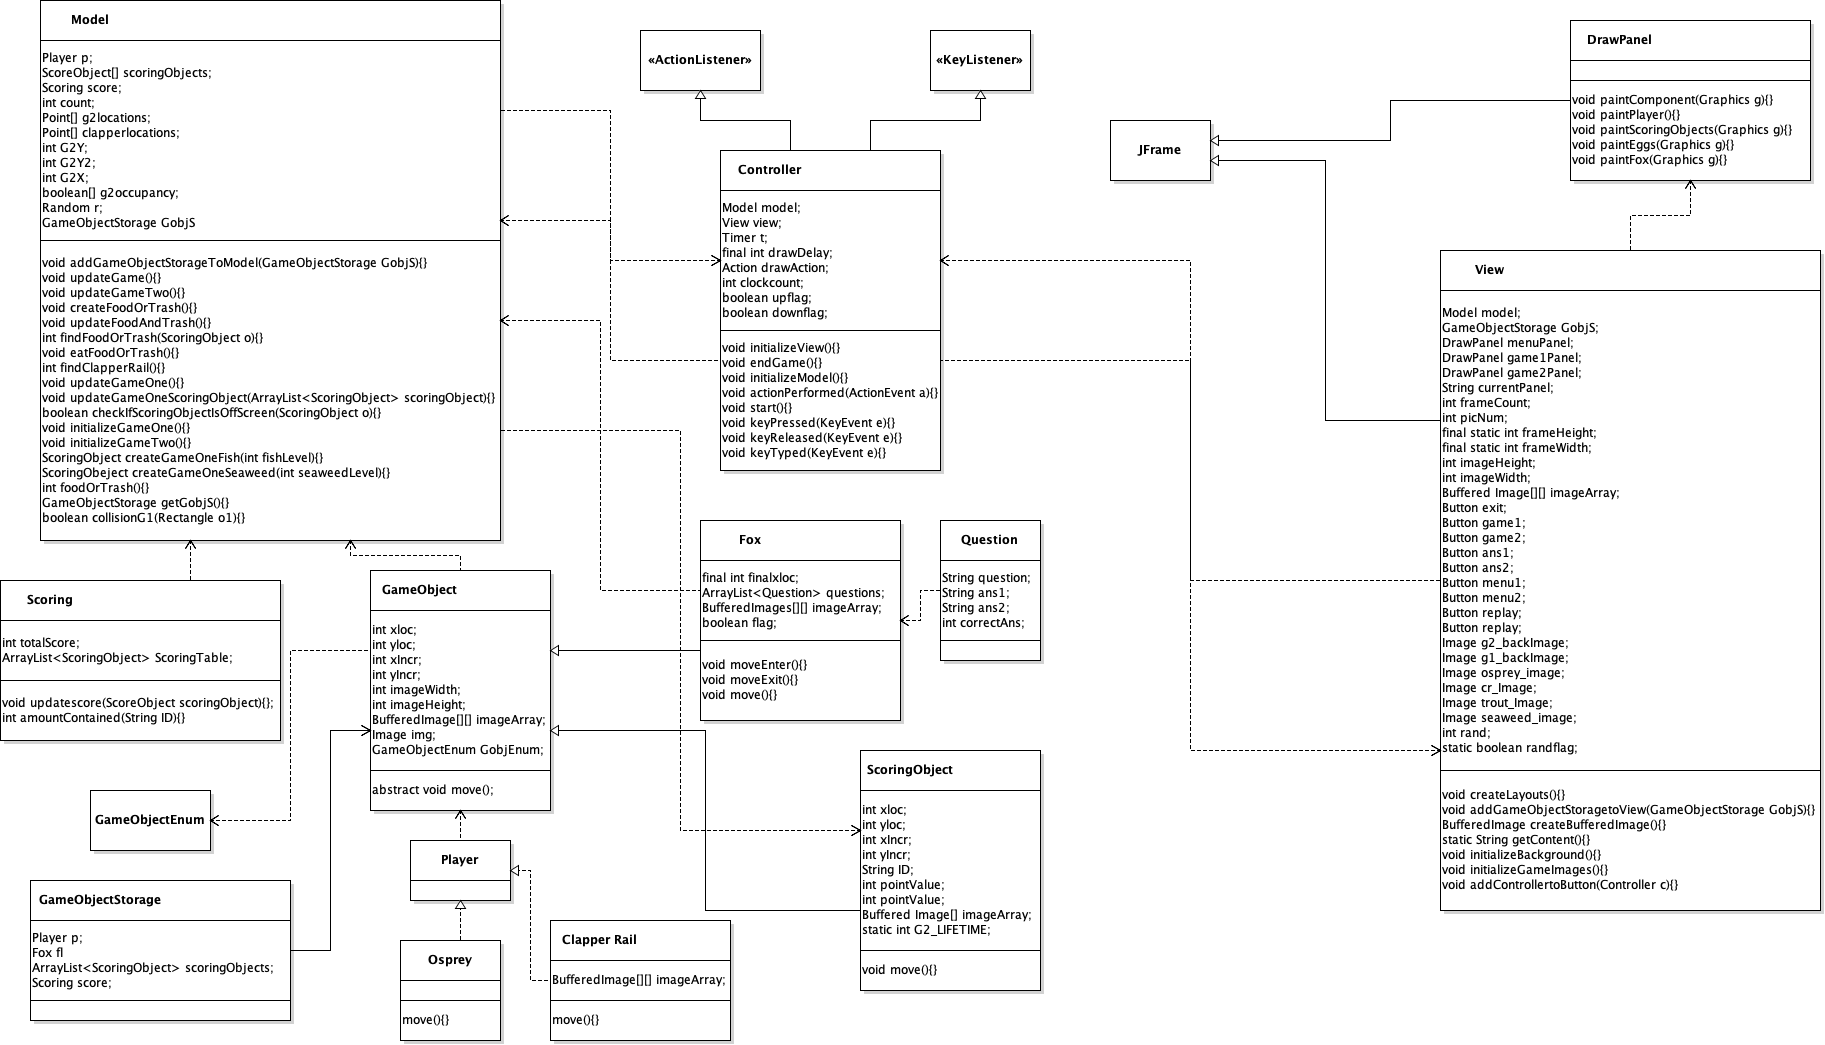 Model
Player p;
ScoreObject[] scoringObjects;
Scoring score;
int count;
Point[] g2locations;
Point[] clapperlocations;
int G2Y;
int G2Y2;
int G2X;
boolean[] g2occupancy;
Random r;
GameObjectStorage GobjS
void addGameObjectStorageToModel(GameObjectStorage GobjS){}
void updateGame(){}
void updateGameTwo(){}
void createFoodOrTrash(){}
void updateFoodAndTrash(){}
int findFoodOrTrash(ScoringObject o){}
void eatFoodOrTrash(){}
int findClapperRail(){}
void updateGameOne(){}
void updateGameOneScoringObject(ArrayList<ScoringObject> scoringObject){}
boolean checkIfScoringObjectIsOffScreen(ScoringObject o){}
void initializeGameOne(){}
void initializeGameTwo(){}
ScoringObject createGameOneFish(int fishLevel){}
ScoringObeject createGameOneSeaweed(int seaweedLevel){}
int foodOrTrash(){}
GameObjectStorage getGobjS(){}
boolean collisionG1(Rectangle o1){}
«ActionListener»
«KeyListener»
Controller
Model model;
View view;
Timer t;
final int drawDelay;
Action drawAction;
int clockcount;
boolean upflag;
boolean downflag;
void initializeView(){}
void endGame(){}
void initializeModel(){}
void actionPerformed(ActionEvent a){}
void start(){}
void keyPressed(KeyEvent e){}
void keyReleased(KeyEvent e){}
void keyTyped(KeyEvent e){}
JFrame
DrawPanel
void paintComponent(Graphics g){}
void paintPlayer(){}
void paintScoringObjects(Graphics g){}
void paintEggs(Graphics g){}
void paintFox(Graphics g){}
View
Model model;
GameObjectStorage GobjS;
DrawPanel menuPanel;
DrawPanel game1Panel;
DrawPanel game2Panel;
String currentPanel;
int frameCount;
int picNum;
final static int frameHeight;
final static int frameWidth;
int imageHeight;
int imageWidth;
Buffered Image[][] imageArray;
Button exit;
Button game1;
Button game2;
Button ans1;
Button ans2;
Button menu1;
Button menu2;
Button replay;
Button replay;
Image g2_backImage;
Image g1_backImage;
Image osprey_image;
Image cr_Image;
Image trout_Image;
Image seaweed_image;
int rand;
static boolean randflag;
void createLayouts(){}
void addGameObjectStoragetoView(GameObjectStorage GobjS){}
BufferedImage createBufferedImage(){}
static String getContent(){}
void initializeBackground(){}
void initializeGameImages(){}
void addControllertoButton(Controller c){}
Scoring
int totalScore;
ArrayList<ScoringObject> ScoringTable;
void updatescore(ScoreObject scoringObject){};
int amountContained(String ID){}
GameObject
int xloc;
int yloc;
int xIncr;
int yIncr;
int imageWidth;
int imageHeight;
BufferedImage[][] imageArray;
Image img;
GameObjectEnum GobjEnum;
abstract void move();
Fox
final int finalxloc;
ArrayList<Question> questions;
BufferedImages[][] imageArray;
boolean flag;
void moveEnter(){}
void moveExit(){}
void move(){}
Question
String question;
String ans1;
String ans2;
int correctAns;
GameObjectEnum
ScoringObject
int xloc;
int yloc;
int xIncr;
int yIncr;
String ID;
int pointValue;
int pointValue;
Buffered Image[] imageArray;
static int G2_LIFETIME;
void move(){}
Player
GameObjectStorage
Player p;
Fox fl
ArrayList<ScoringObject> scoringObjects;
Scoring score;
Osprey
move(){}
Clapper Rail
BufferedImage[][] imageArray;
move(){}